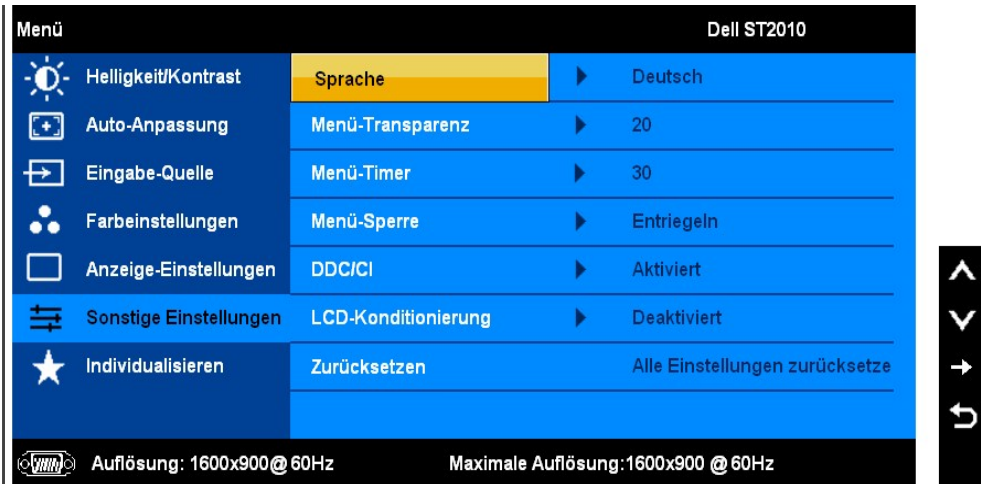 Menü Dell ST2010
Helligkeit/Kontrast Sprache Deutsch
Auto-Anpassung Menü-Transparenz 20
Eingabe-Quelle Menü-Timer 30
Farbeinstellungen Menü-Sperre Entriegeln
Anzeige-Einstellungen DDC/CI Aktiviert
Sonstige Einstellungen LCD-Konditionierung Deaktiviert
Individualisieren Zurücksetzen Alle Einstellungen zurücksetze
Auflösung: 1600x900@60Hz Maximale Auflösung:1600x900 @60Hz